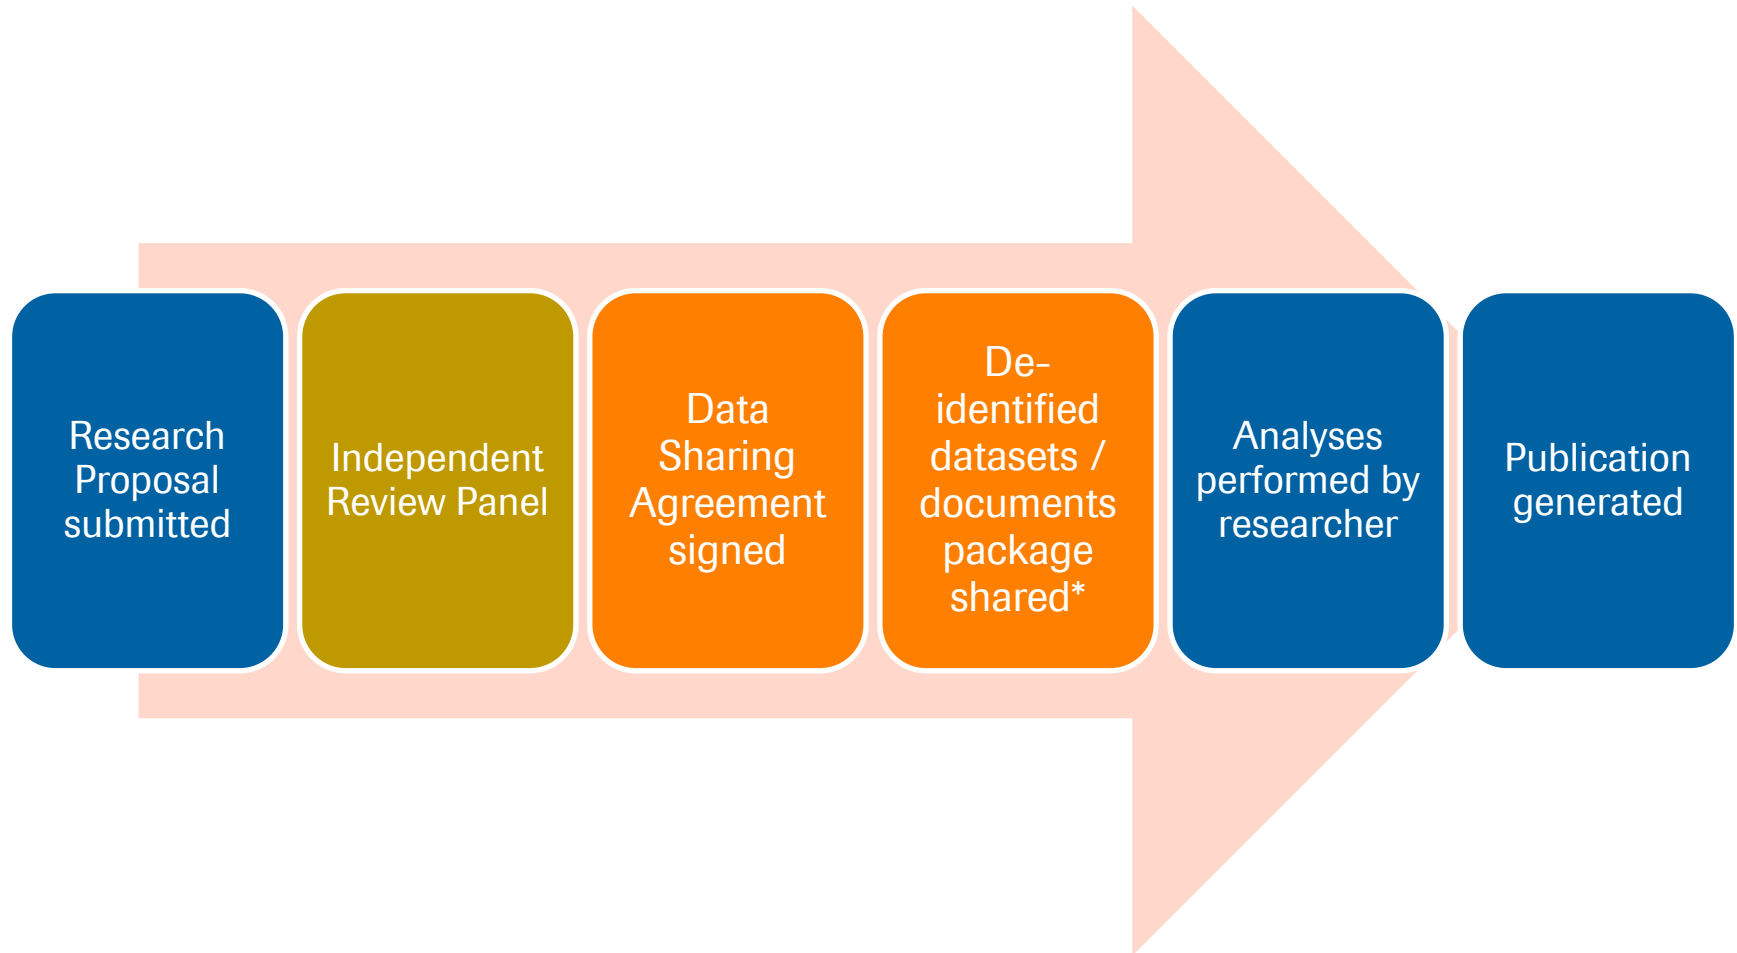 Research
Proposal
submitted
Independent
Review Panel
Data
Sharing
Agreement
signed
De-
identified
datasets /
documents
package
shared*
Analyses
performed by
researcher
Publication
generated